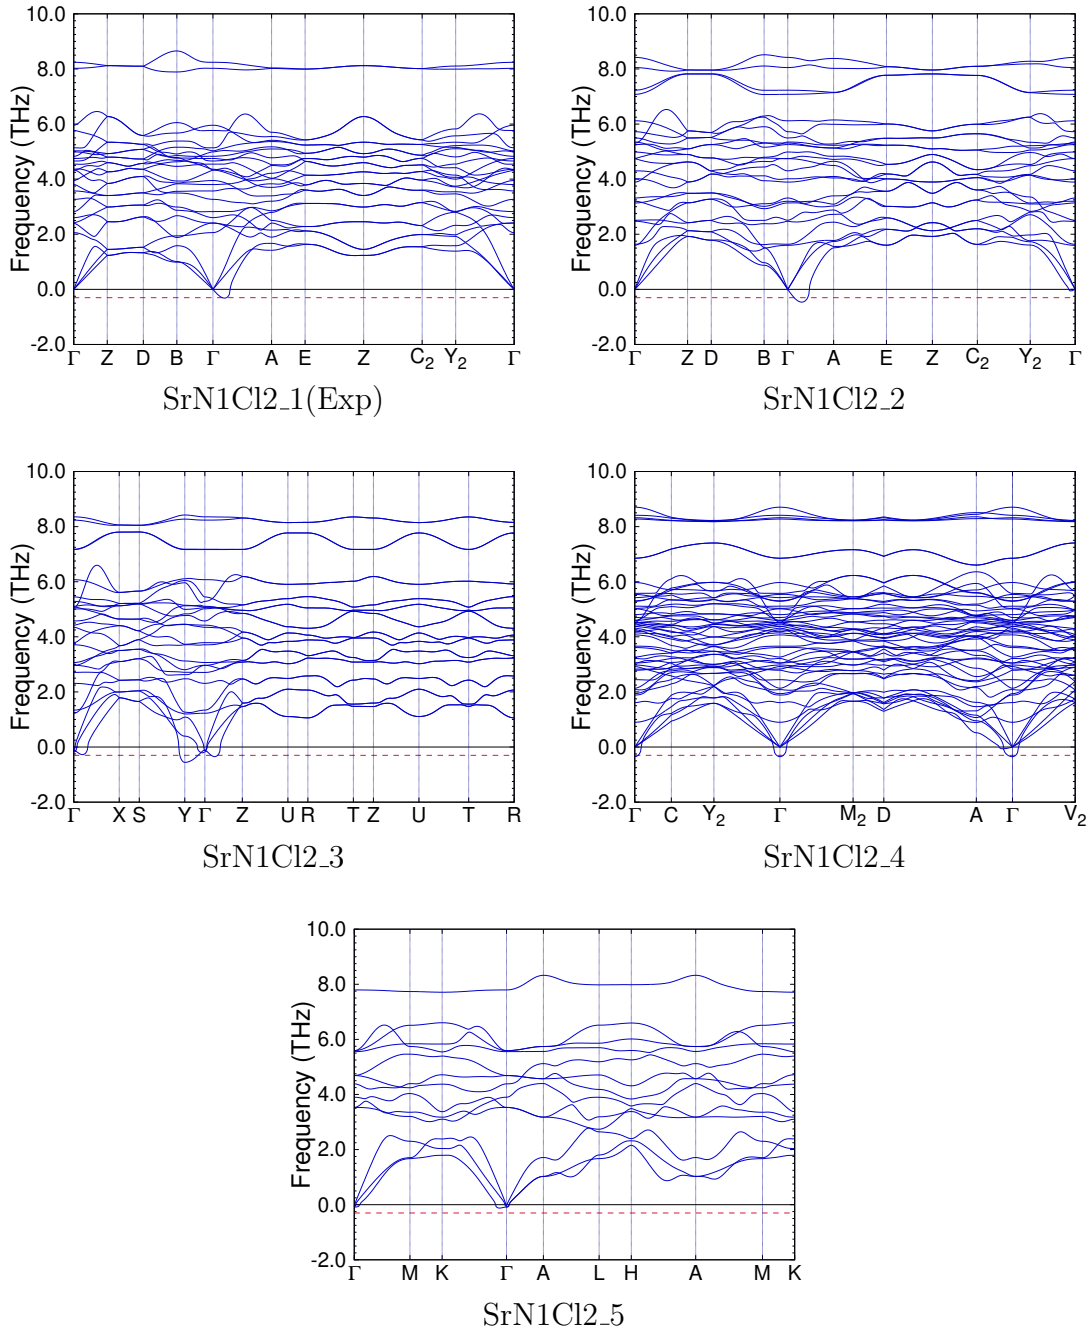 10.0
8.0
6.0
4.0
2.0
0.0
-2.0
Frequency (THz)
Γ Z D B Γ A E Z C2 Y2 Γ
SrN1Cl2_1(Exp)
10.0
8.0
6.0
4.0
2.0
0.0
-2.0
Frequency (THz)
Γ Z D B Γ A E Z C2 Y2 Γ
SrN1Cl2_2
10.0
8.0
6.0
4.0
2.0
0.0
-2.0
Frequency (THz)
Γ X S Y Γ Z U R T Z U T R
SrN1Cl2_3
10.0
8.0
6.0
4.0
2.0
0.0
-2.0
Frequency (THz)
Γ C Y2 Γ M2 D A Γ V2
SrN1Cl2_4
10.0
8.0
6.0
4.0
2.0
0.0
-2.0
Frequency (THz)
Γ M K Γ A L H A M K
SrN1Cl2_5